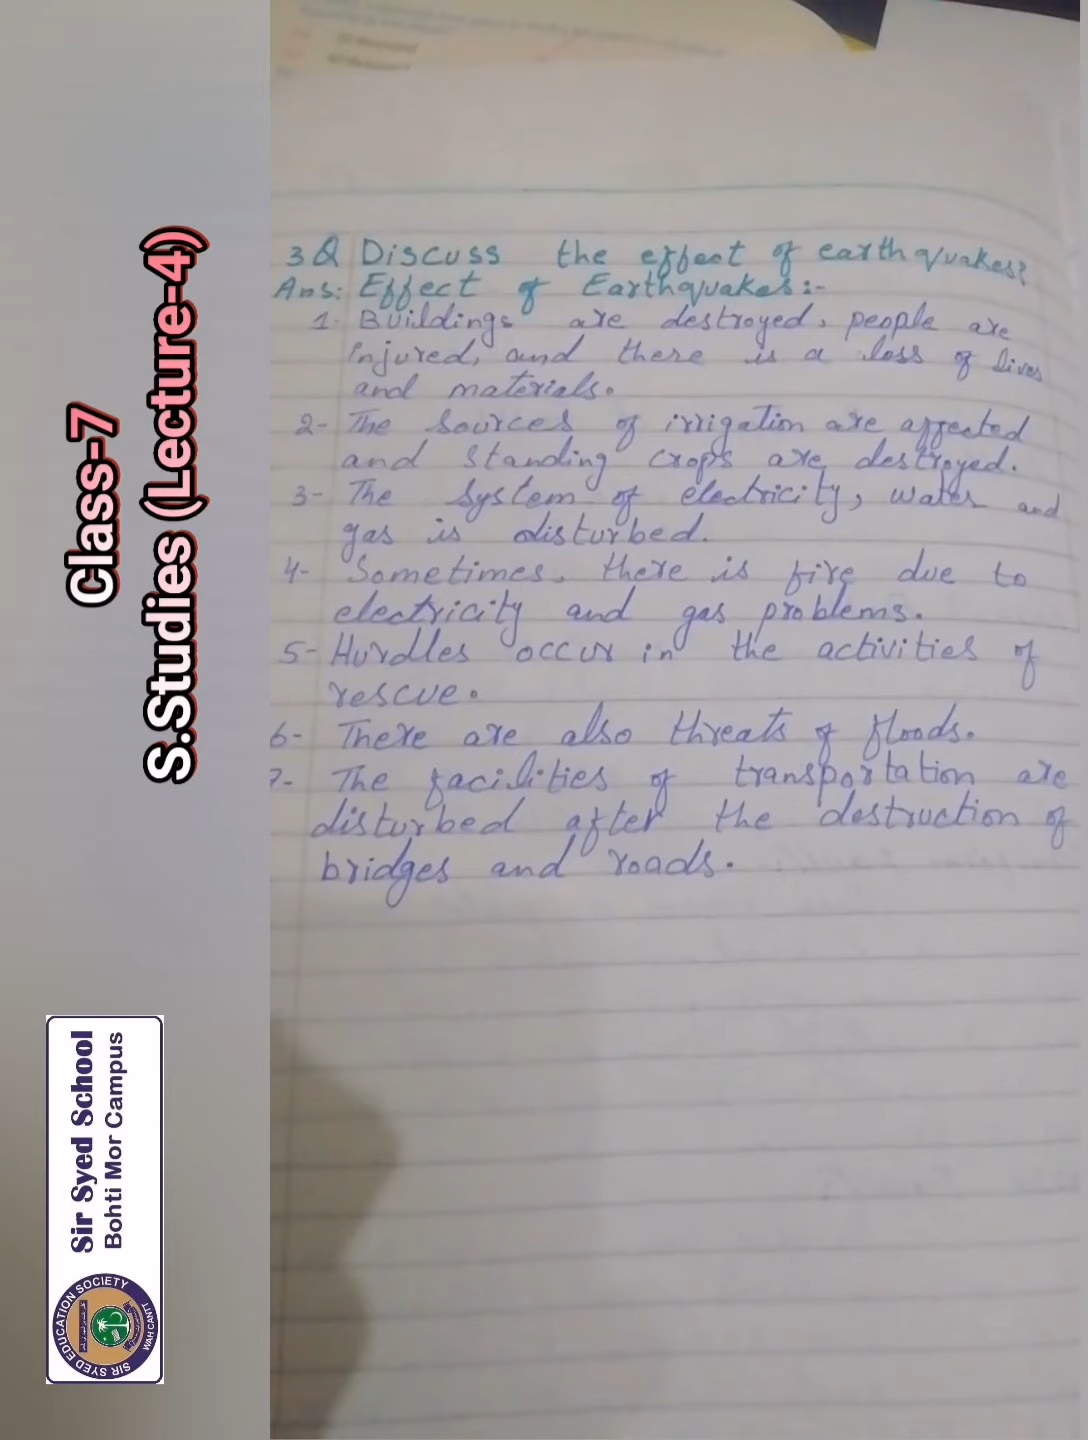 Class-7
S.Studies (Lecture-4)
Sir Syed School
Bohti Mor Campus
SIR SYED EDUCATION SOCIETY
WAH CANTT
3Q Discuss the effect of earthquakes?
Ans: Effect of Earthquakes:-
1- Buildings are destroyed, people are
injured, and there is a loss of lives
and materials.
2- The sources of irrigation are affected
and standing crops are destroyed.
3- The system of electricity, water and
gas is disturbed.
4- Sometimes, there is fire due to
electricity and gas problems.
5- Hurdles occur in the activities of
rescue.
6- There are also threats of floods.
7- The facilities of transportation are
disturbed after the destruction of
bridges and roads.